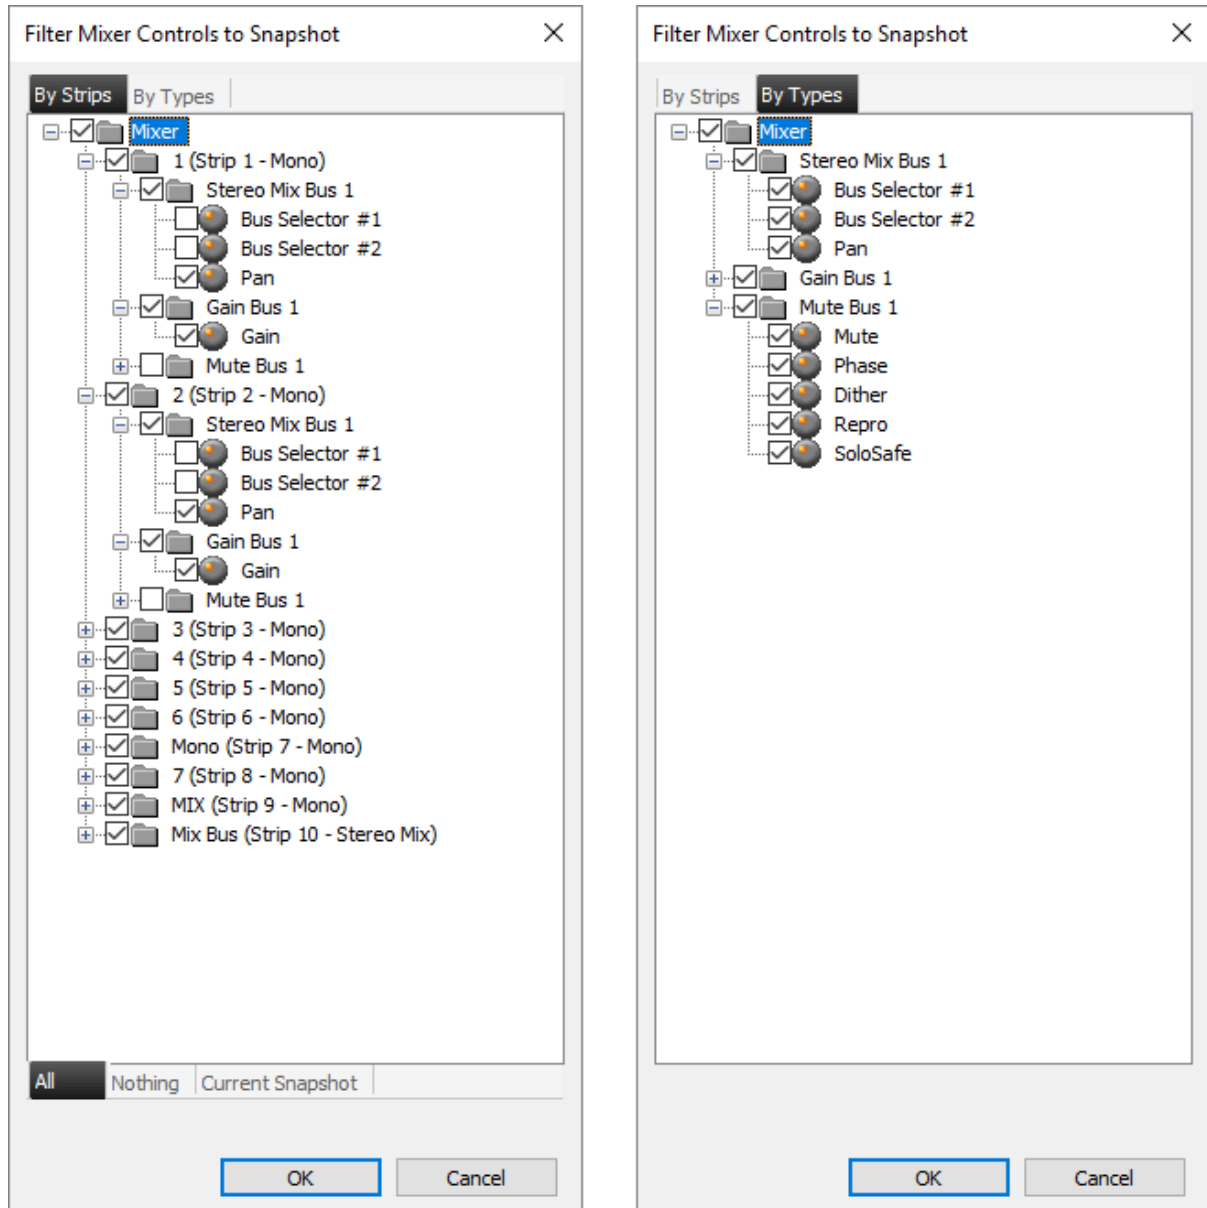 Filter Mixer Controls to Snapshot
By Strips By Types
Mixer
1 (Strip 1 - Mono)
Stereo Mix Bus 1
Bus Selector #1
Bus Selector #2
Pan
Gain Bus 1
Gain
Mute Bus 1
2 (Strip 2 - Mono)
Stereo Mix Bus 1
Bus Selector #1
Bus Selector #2
Pan
Gain Bus 1
Gain
Mute Bus 1
3 (Strip 3 - Mono)
4 (Strip 4 - Mono)
5 (Strip 5 - Mono)
6 (Strip 6 - Mono)
Mono (Strip 7 - Mono)
7 (Strip 8 - Mono)
MIX (Strip 9 - Mono)
Mix Bus (Strip 10 - Stereo Mix)
All Nothing Current Snapshot
OK Cancel
Filter Mixer Controls to Snapshot
By Strips By Types
Mixer
Stereo Mix Bus 1
Bus Selector #1
Bus Selector #2
Pan
Gain Bus 1
Mute Bus 1
Mute
Phase
Dither
Repro
SoloSafe
OK Cancel